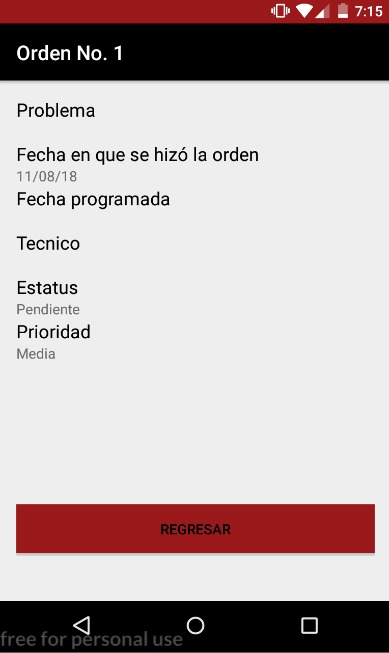 7:15
Orden No. 1
Problema
Fecha en que se hizó la orden
11/08/18
Fecha programada
Tecnico
Estatus
Pendiente
Prioridad
Media
REGRESAR
free for personal use